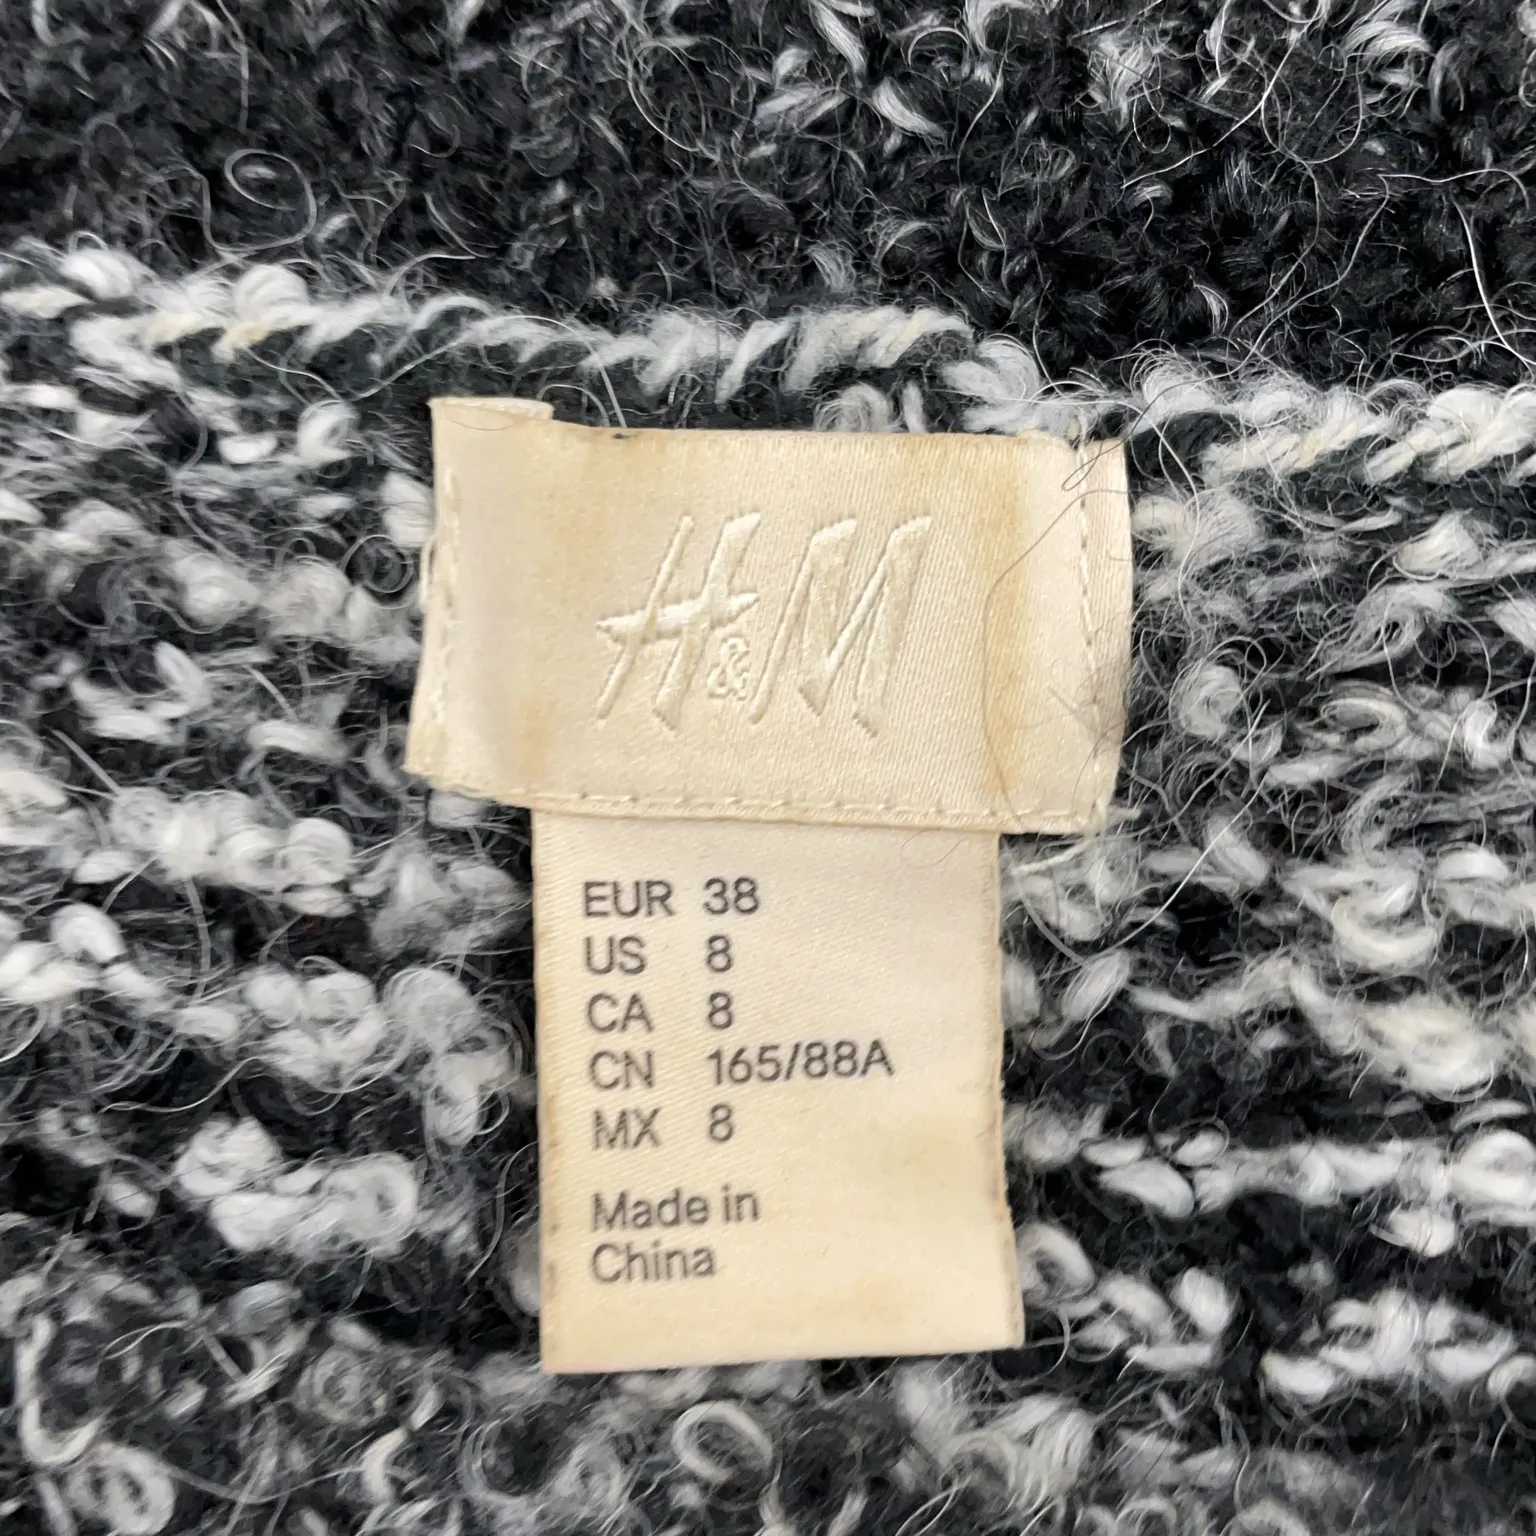 H&M
EUR 38
US 8
CA 8
CN 165/88A
MX 8
Made in
China